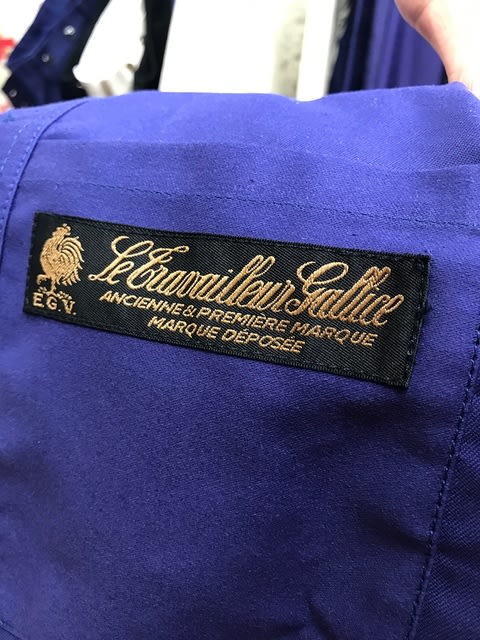 Le Travailleur Gallice
ANCIENNE & PREMIÈRE MARQUE
MARQUE DÉPOSÉE
E.G.V.